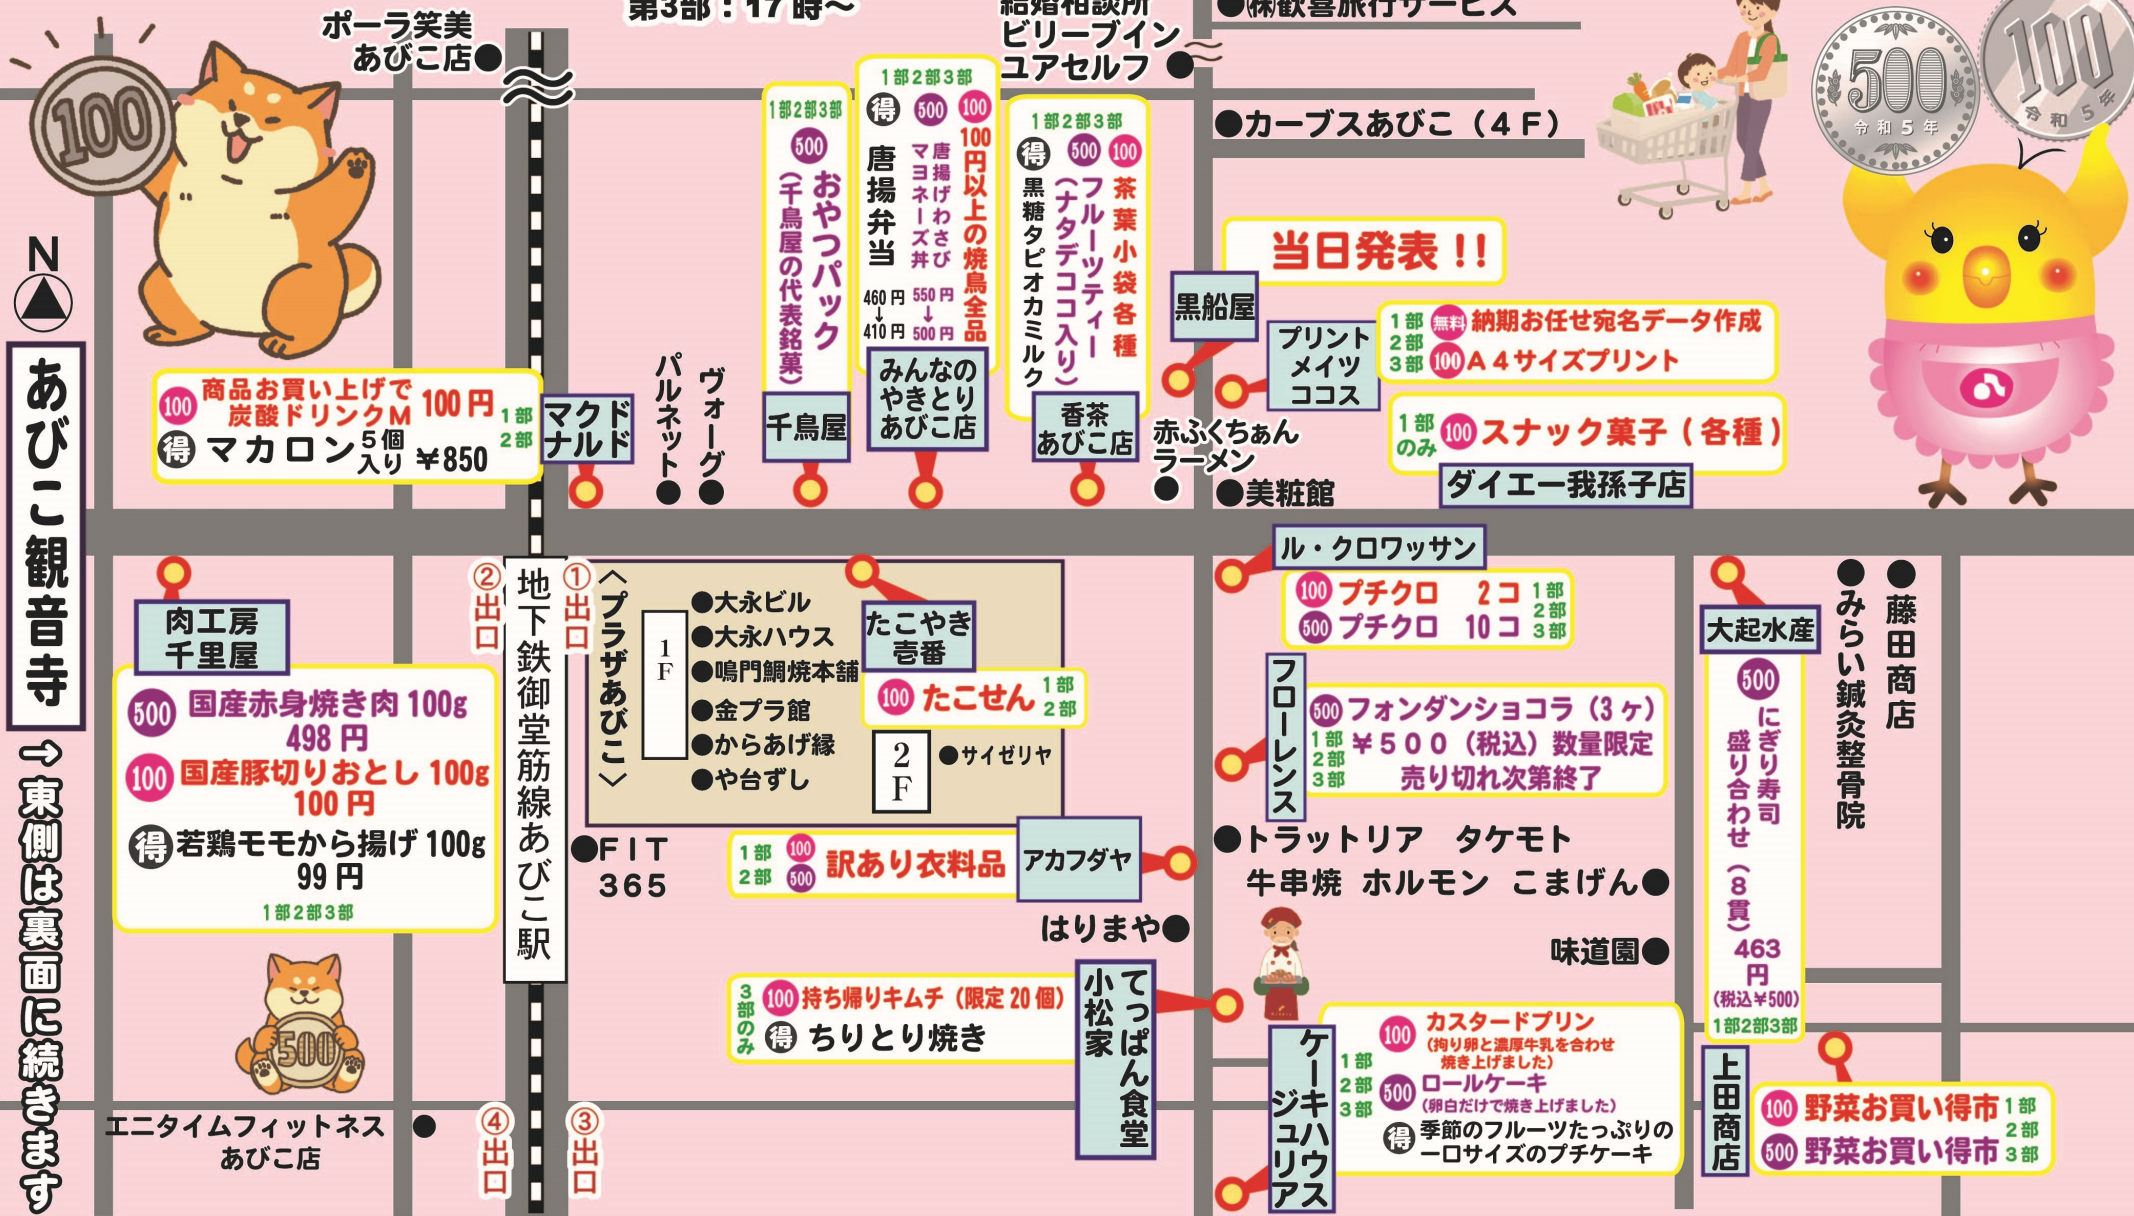 第3部：17時～
ポーラ笑美
あびこ店●
結婚相談所
ビリーブイン
ユアセルフ ●
●㈱歓喜旅行サービス
●カーブスあびこ（4F）
100
500
令和5年
100
令和5年
N
あびこ観音寺
→東側は裏面に続きます
100 商品お買い上げで
炭酸ドリンクM 100円
得 マカロン 5個入り ¥850
1部
2部
マクドナルド
パルネット●
ヴォーグ●
1部2部3部
500
おやつパック
（千鳥屋の代表銘菓）
千鳥屋
1部2部3部
得 500 100
100円以上の焼鳥全品
唐揚げわさび
マヨネーズ丼
550円
↓
500円
唐揚弁当
460円
↓
410円
みんなの
やきとり
あびこ店
1部2部3部
得 500 100
茶葉小袋各種
フルーツティー
（ナタデココ入り）
黒糖タピオカミルク
香茶
あびこ店
当日発表!!
黒船屋
プリント
メイツ
ココス
1部
2部
3部
無料 納期お任せ宛名データ作成
100 A4サイズプリント
赤ふくちぁん
ラーメン
●
●美粧館
1部
のみ
100 スナック菓子(各種)
ダイエー我孫子店
肉工房
千里屋
500 国産赤身焼き肉100g
498円
100 国産豚切りおとし100g
100円
得 若鶏モモから揚げ100g
99円
1部2部3部
500
エニタイムフィットネス ●
あびこ店
②出口
①出口
地下鉄御堂筋線あびこ駅
④出口
③出口
〈プラザあびこ〉
1F
●大永ビル
●大永ハウス
●鳴門鯛焼本舗
●金プラ館
●からあげ縁
●や台ずし
たこやき
壱番
100 たこせん
1部
2部
2F
●サイゼリヤ
●FIT
365
1部
2部
100
500
訳あり衣料品
アカフダヤ
はりまや●
3部のみ
100 持ち帰りキムチ（限定20個）
得 ちりとり焼き
てっぱん食堂
小松家
ル・クロワッサン
100 プチクロ 2コ
500 プチクロ 10コ
1部
2部
3部
フローレンス
500 フォンダンショコラ（3ヶ）
¥500（税込）数量限定
売り切れ次第終了
1部
2部
3部
●トラットリア タケモト
牛串焼 ホルモン こまげん●
味道園●
ケーキハウス
ジュリアス
1部
2部
3部
100 カスタードプリン
（拘り卵と濃厚牛乳を合わせ
焼き上げました）
500 ロールケーキ
（卵白だけで焼き上げました）
得 季節のフルーツたっぷりの
一口サイズのプチケーキ
大起水産
500
にぎり寿司
盛り合わせ（8貫）
463
円
（税込¥500）
1部2部3部
●みらい鍼灸整骨院
●藤田商店
上田商店
100 野菜お買い得市
500 野菜お買い得市
1部
2部
3部